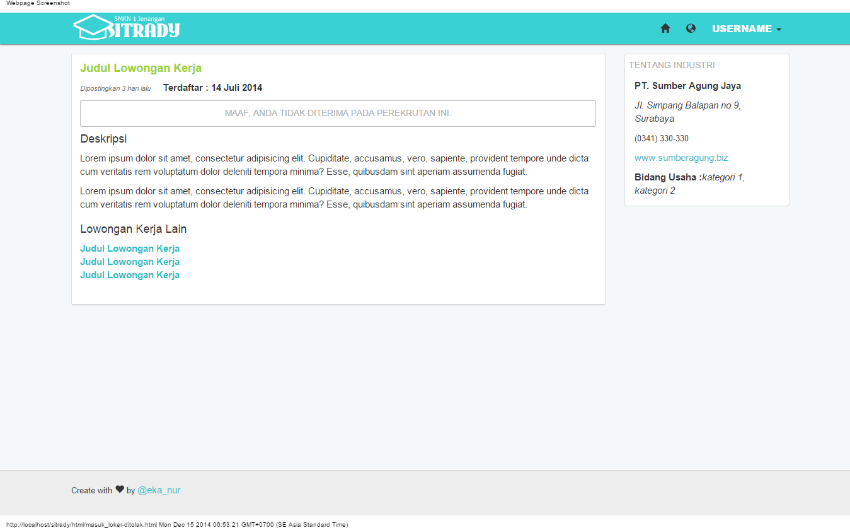 Webpage Screenshot
SMKN 1 Jenangan
SITRADY
USERNAME
Judul Lowongan Kerja
Dipostingkan 3 hari lalu Terdaftar : 14 Juli 2014
MAAF, ANDA TIDAK DITERIMA PADA PEREKRUTAN INI.
Deskripsi
Lorem ipsum dolor sit amet, consectetur adipisicing elit. Cupiditate, accusamus, vero, sapiente, provident tempore unde dicta
cum veritatis rem voluptatum dolor deleniti tempora minima? Esse, quibusdam sint aperiam assumenda fugiat.
Lorem ipsum dolor sit amet, consectetur adipisicing elit. Cupiditate, accusamus, vero, sapiente, provident tempore unde dicta
cum veritatis rem voluptatum dolor deleniti tempora minima? Esse, quibusdam sint aperiam assumenda fugiat.
Lowongan Kerja Lain
Judul Lowongan Kerja
Judul Lowongan Kerja
Judul Lowongan Kerja
TENTANG INDUSTRI
PT. Sumber Agung Jaya
Jl. Simpang Balapan no.9,
Surabaya
(0341) 330-330
www.sumberagung.biz
Bidang Usaha :kategori 1,
kategori 2
Create with ♥ by @eka_nur
http://localhost/sitrady/html/masuk_loker-ditolak.html Mon Dec 15 2014 06:53:21 GMT+0700 (SE Asia Standard Time)